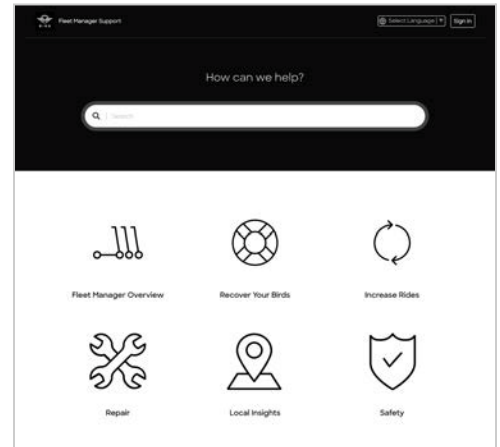 BIRD
Fleet Manager Support
Select Language
Sign in
How can we help?
Search
Fleet Manager Overview
Recover Your Birds
Increase Rides
Repair
Local Insights
Safety